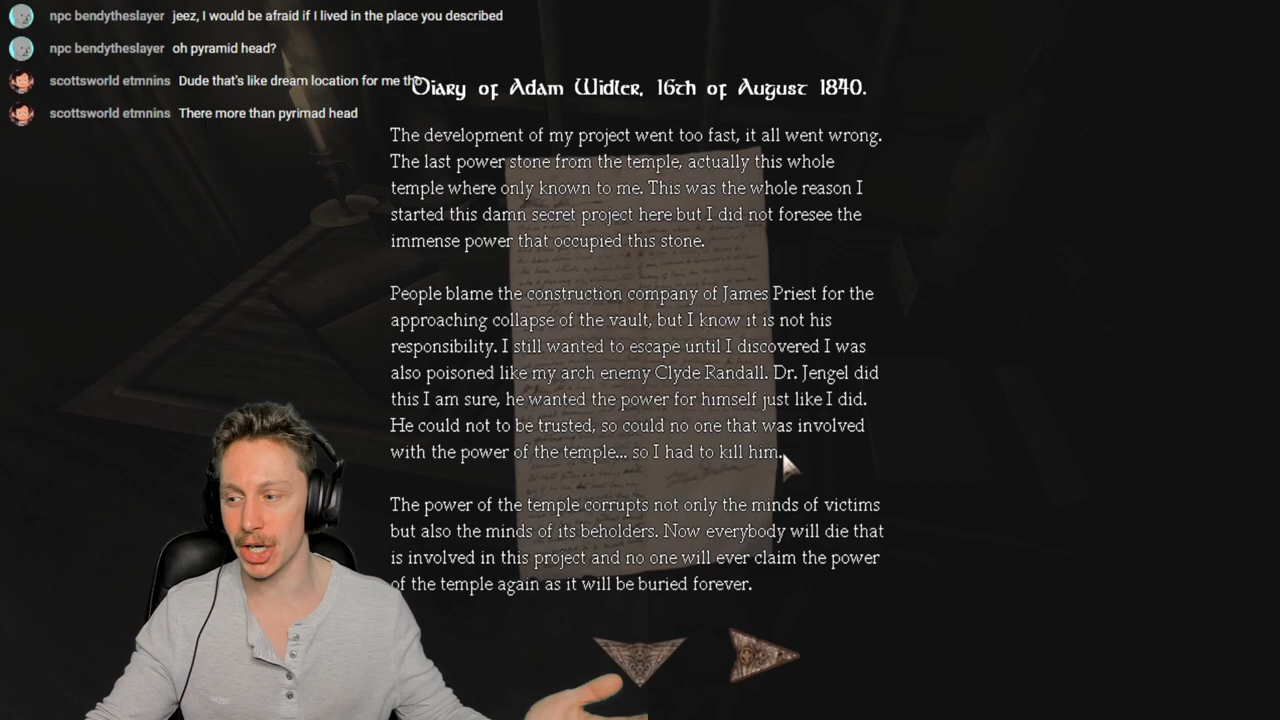 npc bendytheslayer jeez, I would be afraid if I lived in the place you described
npc bendytheslayer oh pyramid head?
scottsworld etmnins Dude that's like dream location for me tho
scottsworld etmnins There more than pyrimad head
Diary of Adam Widler, 16th of August 1840.
The development of my project went too fast, it all went wrong.
The last power stone from the temple, actually this whole
temple where only known to me. This was the whole reason I
started this damn secret project here but I did not foresee the
immense power that occupied this stone.
People blame the construction company of James Priest for the
approaching collapse of the vault, but I know it is not his
responsibility. I still wanted to escape until I discovered I was
also poisoned like my arch enemy Clyde Randall. Dr. Jengel did
this I am sure, he wanted the power for himself just like I did.
He could not to be trusted, so could no one that was involved
with the power of the temple... so I had to kill him.
The power of the temple corrupts not only the minds of victims
but also the minds of its beholders. Now everybody will die that
is involved in this project and no one will ever claim the power
of the temple again as it will be buried forever.